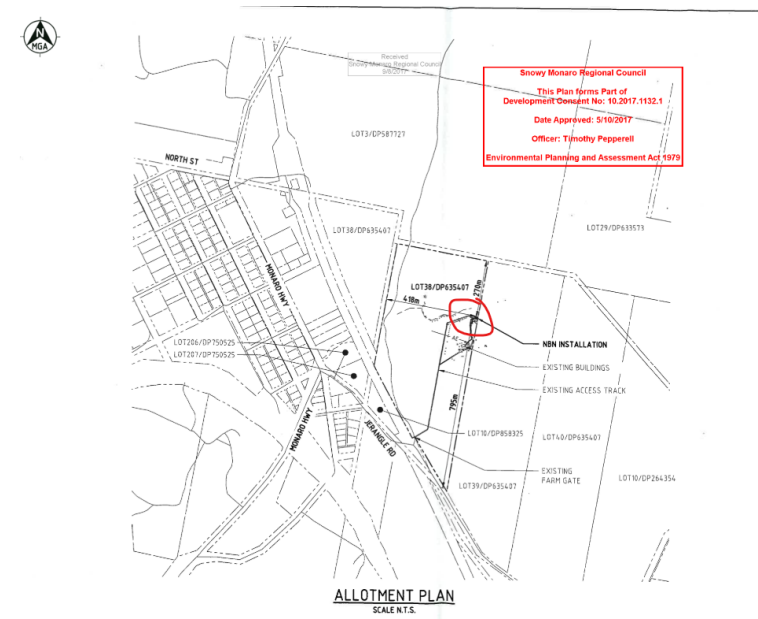 N
MGA
Received
Snowy Monaro Regional Council
9/8/2017
Snowy Monaro Regional Council
This Plan forms Part of
Development Consent No: 10.2017.1132.1
Date Approved: 5/10/2017
Officer: Timothy Pepperell
Environmental Planning and Assessment Act 1979
LOT3/DP587727
NORTH ST
LOT38/DP635407
LOT29/DP633573
LOT38/DP635407
270m
418m
MONARO HWY
NBN INSTALLATION
LOT206/DP750525
LOT207/DP750525
EXISTING BUILDINGS
EXISTING ACCESS TRACK
795m
MONARO HWY
JERANGLE RD
LOT10/DP858325
LOT40/DP635407
EXISTING
FARM GATE
LOT39/DP635407
LOT10/DP264354
ALLOTMENT PLAN
SCALE N.T.S.